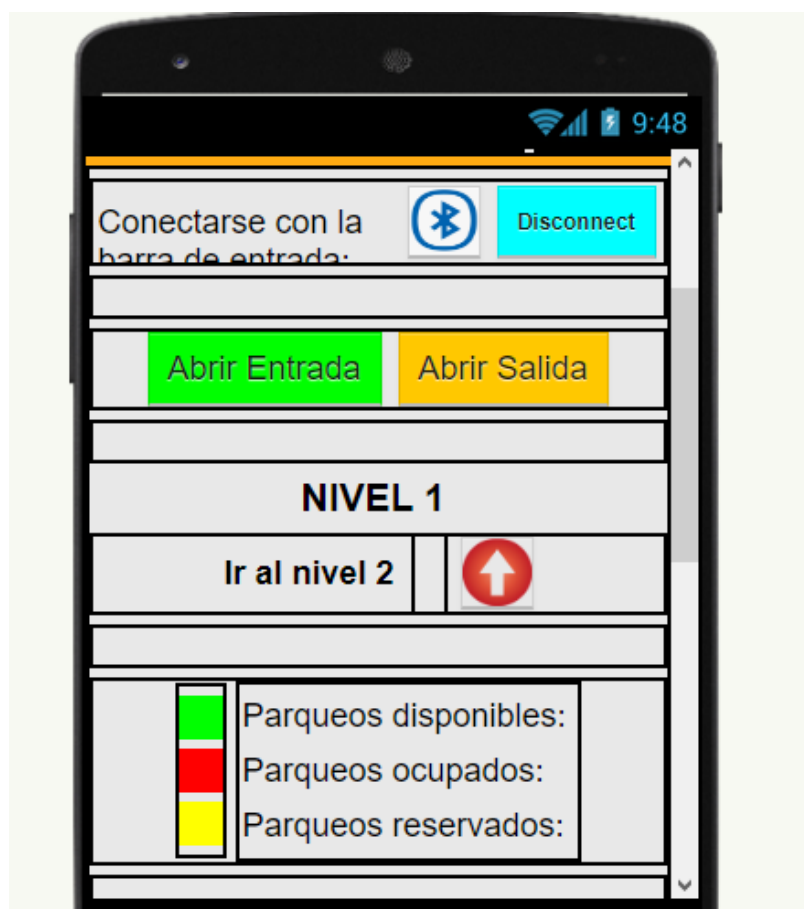 9:48
Conectarse con la
barra de entrada:
Disconnect
Abrir Entrada
Abrir Salida
NIVEL 1
Ir al nivel 2
Parqueos disponibles:
Parqueos ocupados:
Parqueos reservados: